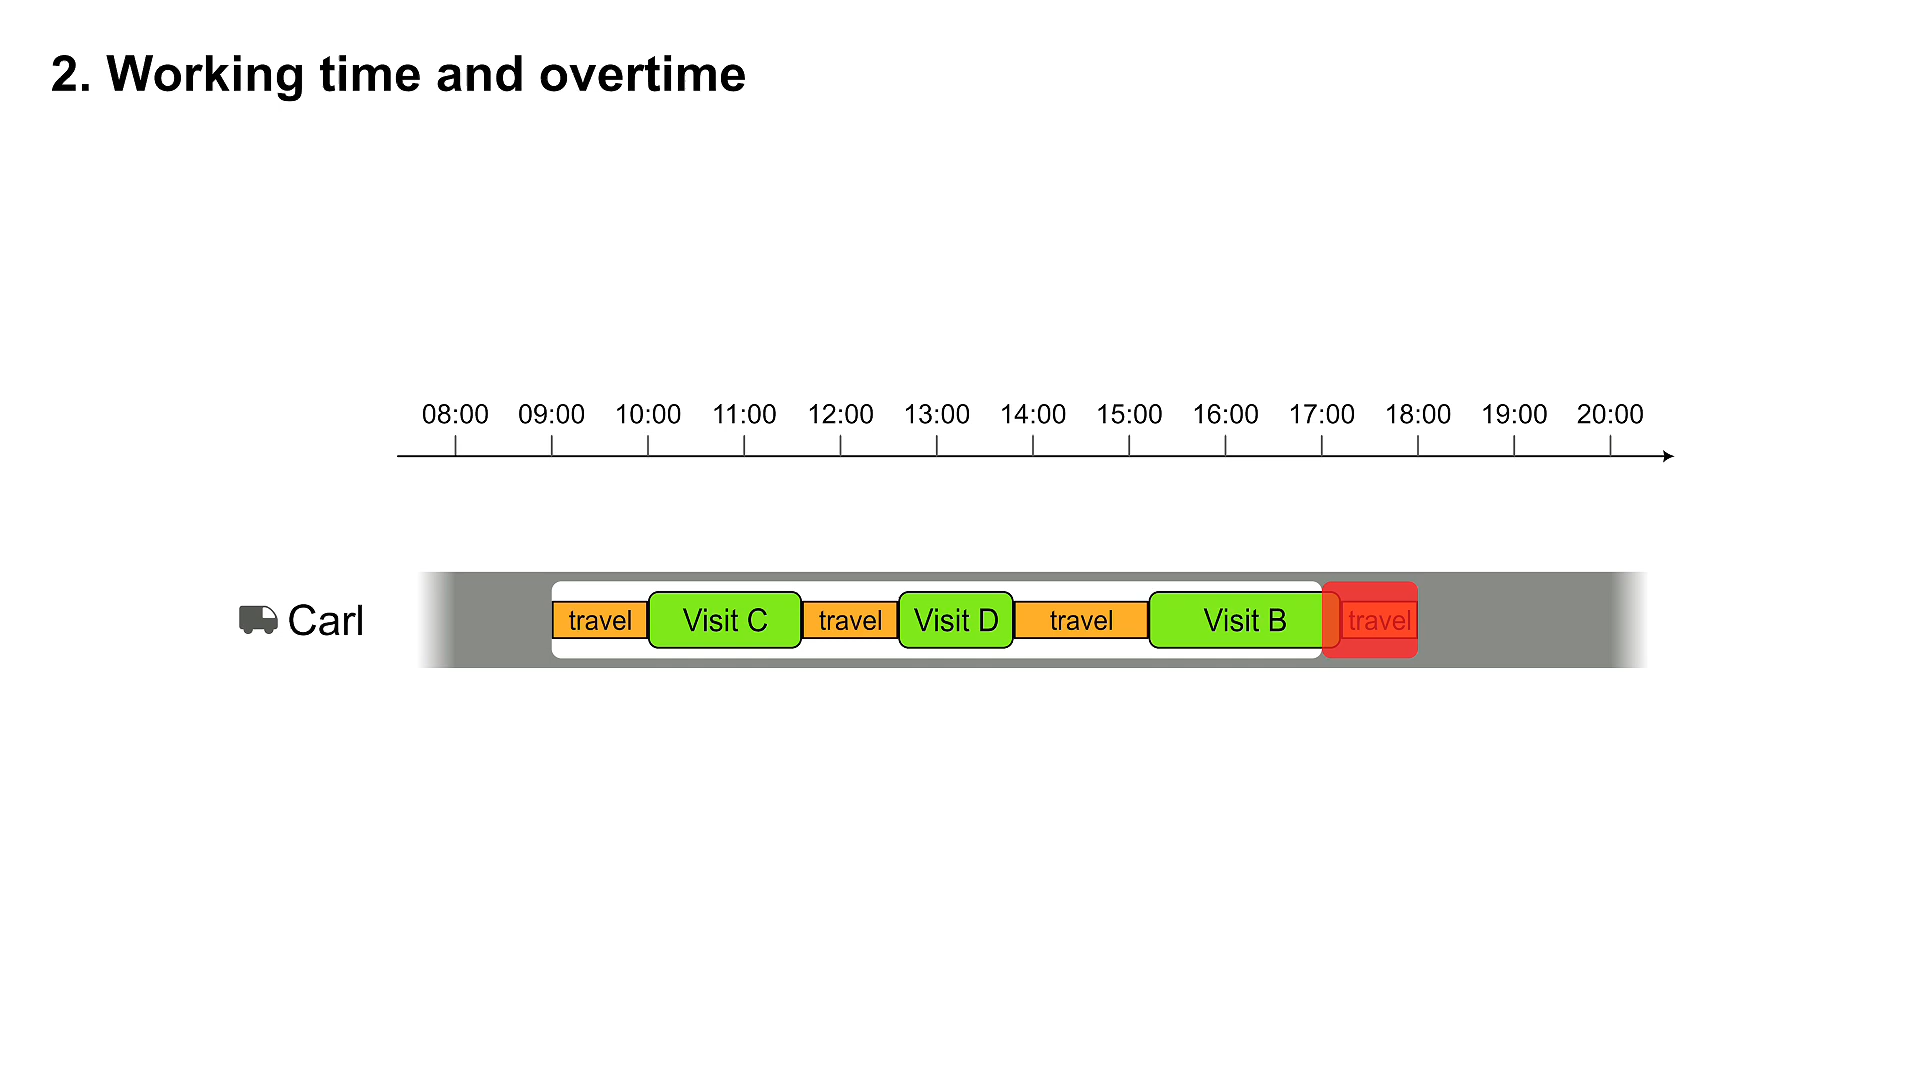 2. Working time and overtime
08:00 09:00 10:00 11:00 12:00 13:00 14:00 15:00 16:00 17:00 18:00 19:00 20:00
Carl travel Visit C travel Visit D travel Visit B travel